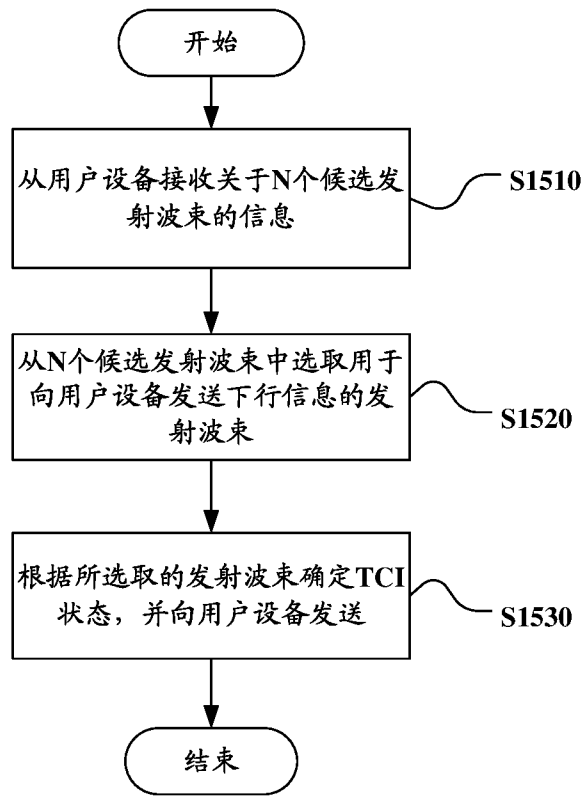 开始
从用户设备接收关于N个候选发
射波束的信息
S1510
从N个候选发射波束中选取用于
向用户设备发送下行信息的发
射波束
S1520
根据所选取的发射波束确定TCI
状态，并向用户设备发送
S1530
结束